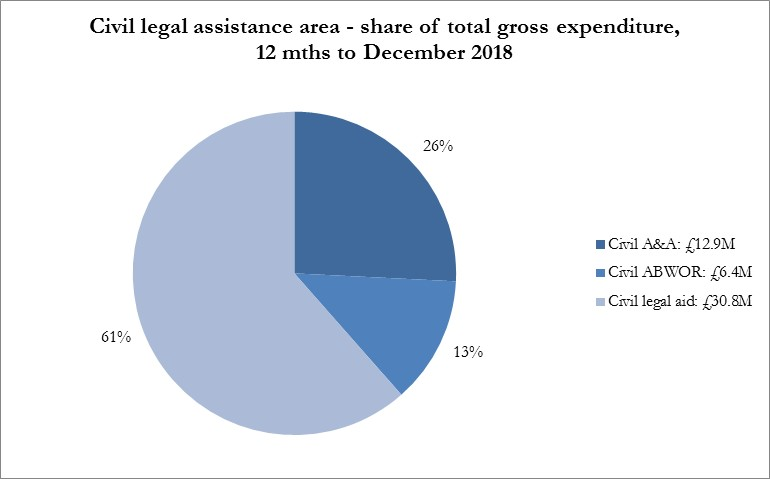 Civil legal assistance area - share of total gross expenditure,
12 mths to December 2018
26%
Civil A&A: £12.9M
Civil ABWOR: £6.4M
Civil legal aid: £30.8M
61%
13%